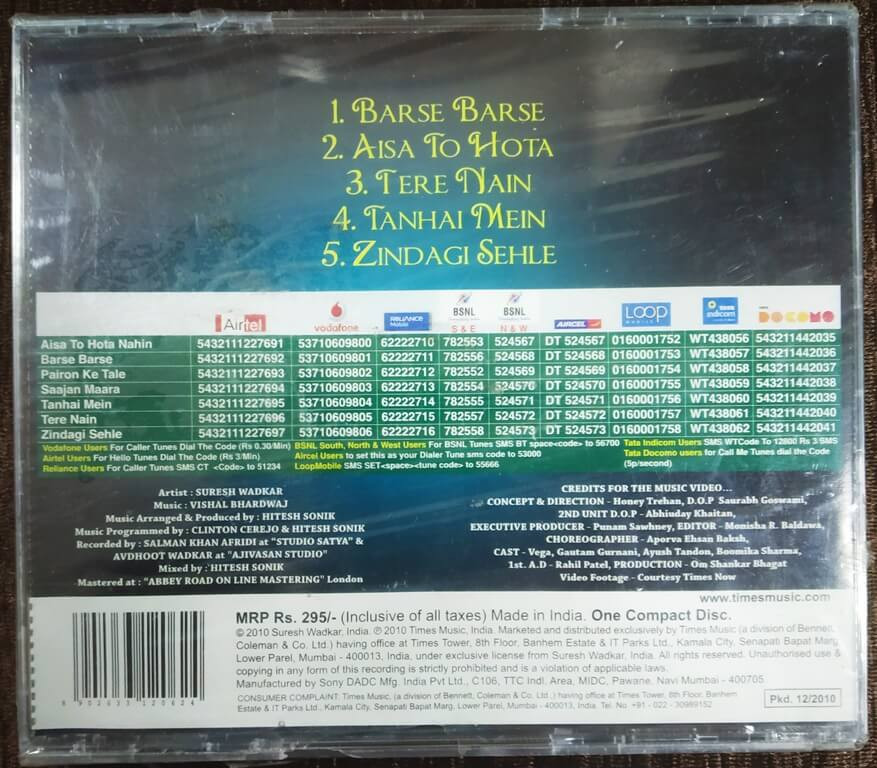 1. BARSE BARSE
2. AISA TO HOTA
3. TERE NAIN
4. TANHAI MEIN
5. ZINDAGI SEHLE
Airtel vodafone RELIANCE Mobile BSNL S & E BSNL N & W AIRCEL LOOP MOBILE TATA indicom DOCOMO
Aisa To Hota Nahin 5432111227691 53710609800 62222710 782553 524567 DT 524567 0160001752 WT438056 543211442035
Barse Barse 5432111227692 53710609801 62222711 782556 524568 DT 524568 0160001753 WT438057 543211442036
Pairon Ke Tale 5432111227693 53710609802 62222712 782552 524569 DT 524569 0160001754 WT438058 543211442037
Saajan Maara 5432111227694 53710609803 62222713 782554 524570 DT 524570 0160001755 WT438059 543211442038
Tanhai Mein 5432111227695 53710609804 62222714 782555 524571 DT 524571 0160001756 WT438060 543211442039
Tere Nain 5432111227696 53710609805 62222715 782557 524572 DT 524572 0160001757 WT438061 543211442040
Zindagi Sehle 5432111227697 53710609806 62222716 782558 524573 DT 524573 0160001758 WT438062 543211442041
Vodafone Users For Caller Tunes Dial The Code (Rs 0.30/Min) BSNL South, North & West Users For BSNL Tunes SMS BT space<code> to 56700 Tata Indicom Users SMS WTCode To 12800 Rs 3/SMS
Airtel Users For Hello Tunes Dial The Code (Rs 3/Min) Aircel Users to set this as your Dialer Tune sms code to 53000 Tata Docomo users for Call Me Tunes dial the Code
Reliance Users For Caller Tunes SMS CT <Code> to 51234 LoopMobile SMS SET<space><tune code> to 55666 (5p/second)
Artist : SURESH WADKAR
Music : VISHAL BHARDWAJ
Music Arranged & Produced by : HITESH SONIK
Music Programmed by : CLINTON CEREJO & HITESH SONIK
Recorded by : SALMAN KHAN AFRIDI at "STUDIO SATYA" &
AVDHOOT WADKAR at "AJIVASAN STUDIO"
Mixed by : HITESH SONIK
Mastered at : "ABBEY ROAD ON LINE MASTERING" London
CREDITS FOR THE MUSIC VIDEO...
CONCEPT & DIRECTION - Honey Trehan, D.O.P Saurabh Goswami,
2ND UNIT D.O.P - Abhiuday Khaitan,
EXECUTIVE PRODUCER - Punam Sawhney, EDITOR - Monisha R. Baldawa,
CHOREOGRAPHER - Aporva Ehsan Baksh,
CAST - Vega, Gautam Gurnani, Ayush Tandon, Boomika Sharma,
1st. A.D - Rahil Patel, PRODUCTION - Om Shankar Bhagat
Video Footage - Courtesy Times Now
www.timesmusic.com
MRP Rs. 295/- (Inclusive of all taxes) Made in India. One Compact Disc.
© 2010 Suresh Wadkar, India. ℗ 2010 Times Music, India. Marketed and distributed exclusively by Times Music (a division of Bennett,
Coleman & Co. Ltd.) having office at Times Tower, 8th Floor, Banhem Estate & IT Parks Ltd., Kamala City, Senapati Bapat Marg
Lower Parel, Mumbai - 400013, India, under exclusive license from Suresh Wadkar, India. All rights reserved. Unauthorised use &
copying in any form of this recording is strictly prohibited and is a violation of applicable laws.
Manufactured by Sony DADC Mfg. India Pvt Ltd., C106, TTC Indl. Area, MIDC, Pawane, Navi Mumbai - 400705.
CONSUMER COMPLAINT: Times Music, (a division of Bennett, Coleman & Co. Ltd.,) having office at Times Tower, 8th Floor, Banhem
Estate & IT Parks Ltd., Kamala City, Senapati Bapat Marg, Lower Parel, Mumbai - 400013, India. Tel. No +91 - 022 - 30989152
Pkd. 12/2010
8 902633 120624